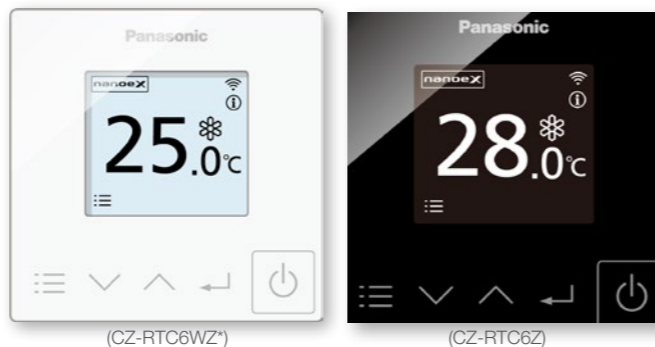 Panasonic
nanoeX
25.0°C
(CZ-RTC6WZ*)
Panasonic
nanoeX
28.0°C
(CZ-RTC6Z)